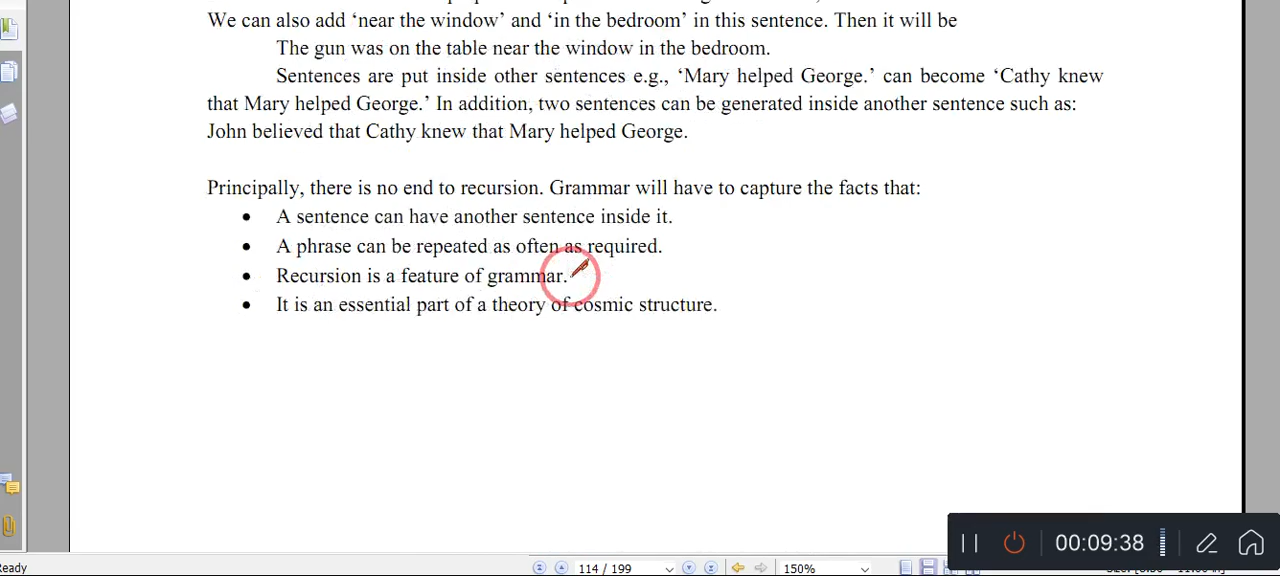 We can also add ‘near the window’ and ‘in the bedroom’ in this sentence. Then it will be
The gun was on the table near the window in the bedroom.
Sentences are put inside other sentences e.g., ‘Mary helped George.’ can become ‘Cathy knew
that Mary helped George.’ In addition, two sentences can be generated inside another sentence such as:
John believed that Cathy knew that Mary helped George.
Principally, there is no end to recursion. Grammar will have to capture the facts that:
• A sentence can have another sentence inside it.
• A phrase can be repeated as often as required.
• Recursion is a feature of grammar.
• It is an essential part of a theory of cosmic structure.
00:09:38
eady
114 / 199
150%